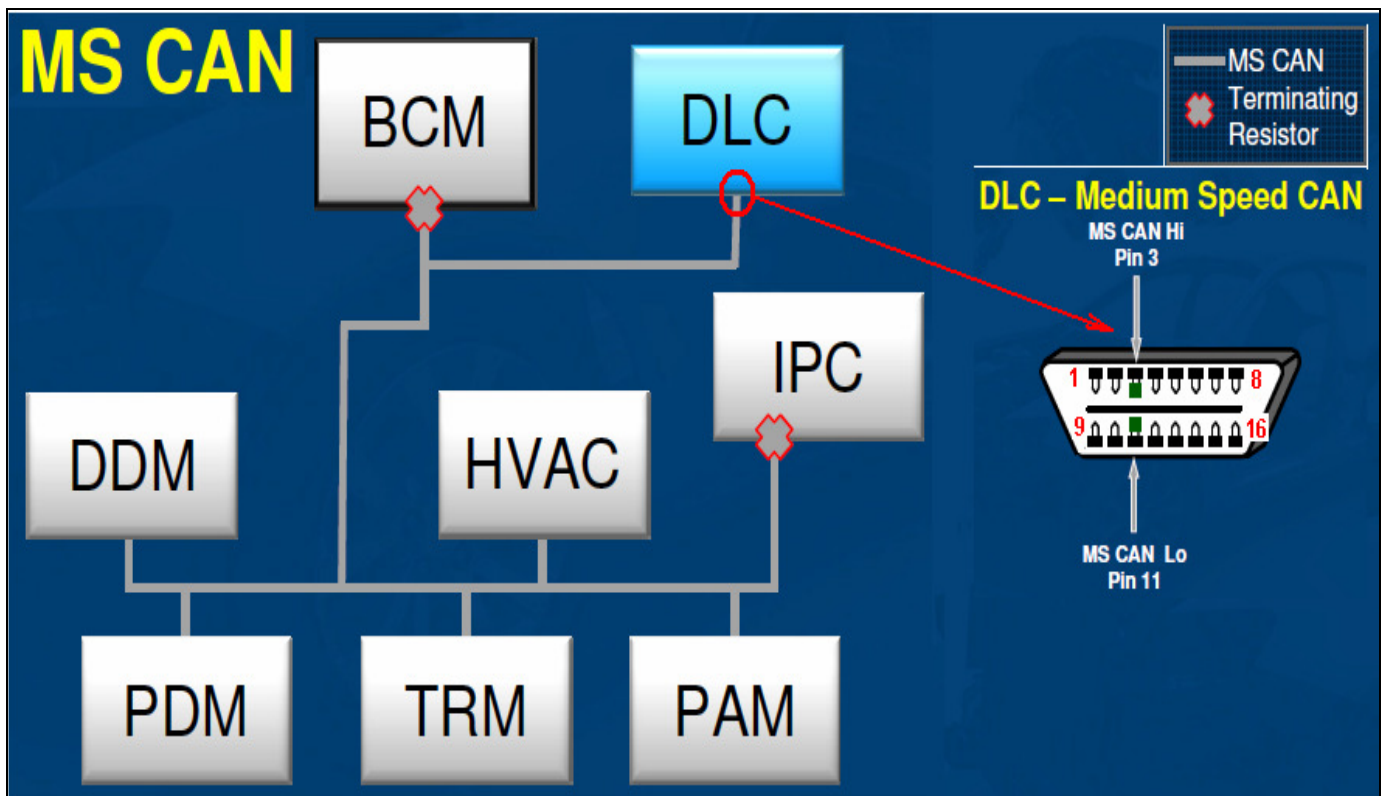 MS CAN
BCM
DLC
MS CAN
Terminating
Resistor
DLC – Medium Speed CAN
MS CAN Hi
Pin 3
1
8
9
16
MS CAN Lo
Pin 11
IPC
DDM
HVAC
PDM
TRM
PAM